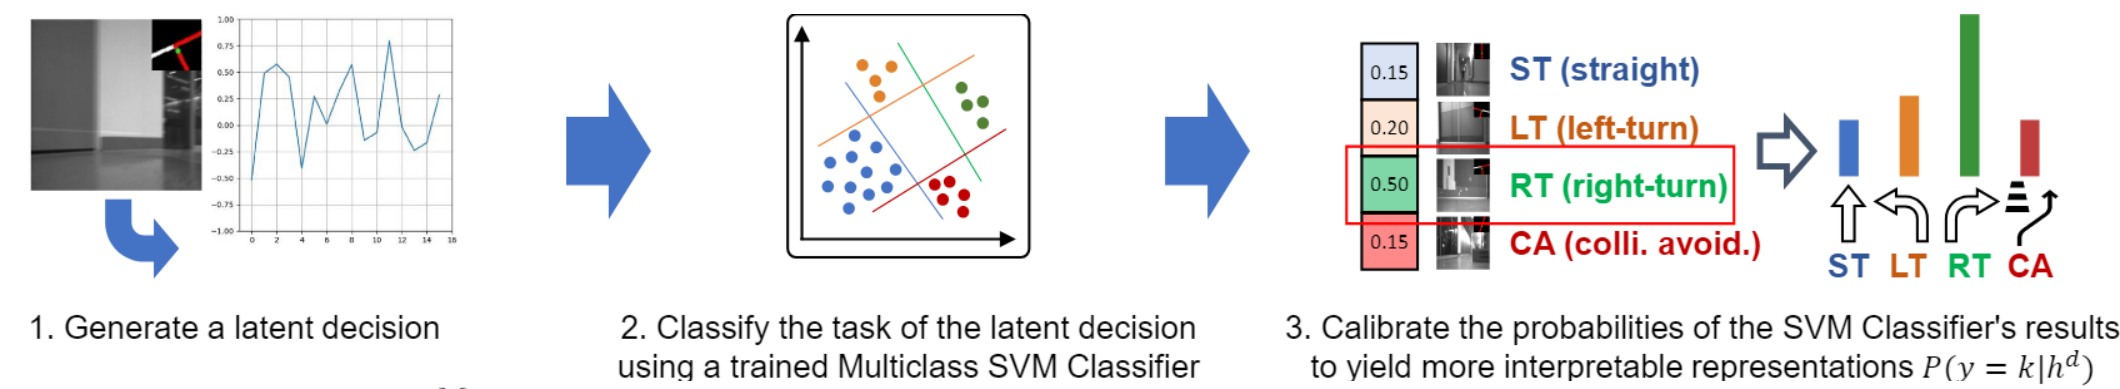 1.00
0.75
0.50
0.25
0.00
−0.25
−0.50
−0.75
−1.00
0 2 4 6 8 10 12 14 16
0.15 ST (straight)
0.20 LT (left-turn)
0.50 RT (right-turn)
0.15 CA (colli. avoid.)
ST LT RT CA
1. Generate a latent decision
2. Classify the task of the latent decision
using a trained Multiclass SVM Classifier
3. Calibrate the probabilities of the SVM Classifier's results
to yield more interpretable representations P(y = k|h^d)